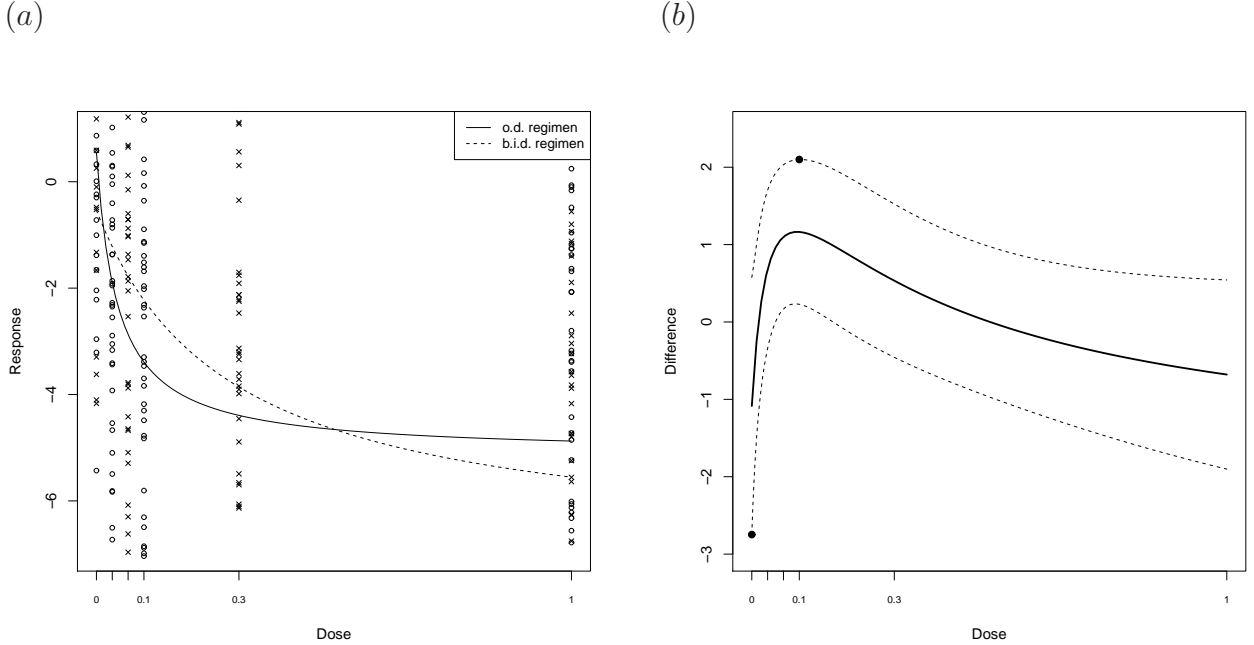 (a)
o.d. regimen
b.i.d. regimen
Response
0
−2
−4
−6
0
0.1
0.3
1
Dose
(b)
Difference
2
1
0
−1
−2
−3
0
0.1
0.3
1
Dose